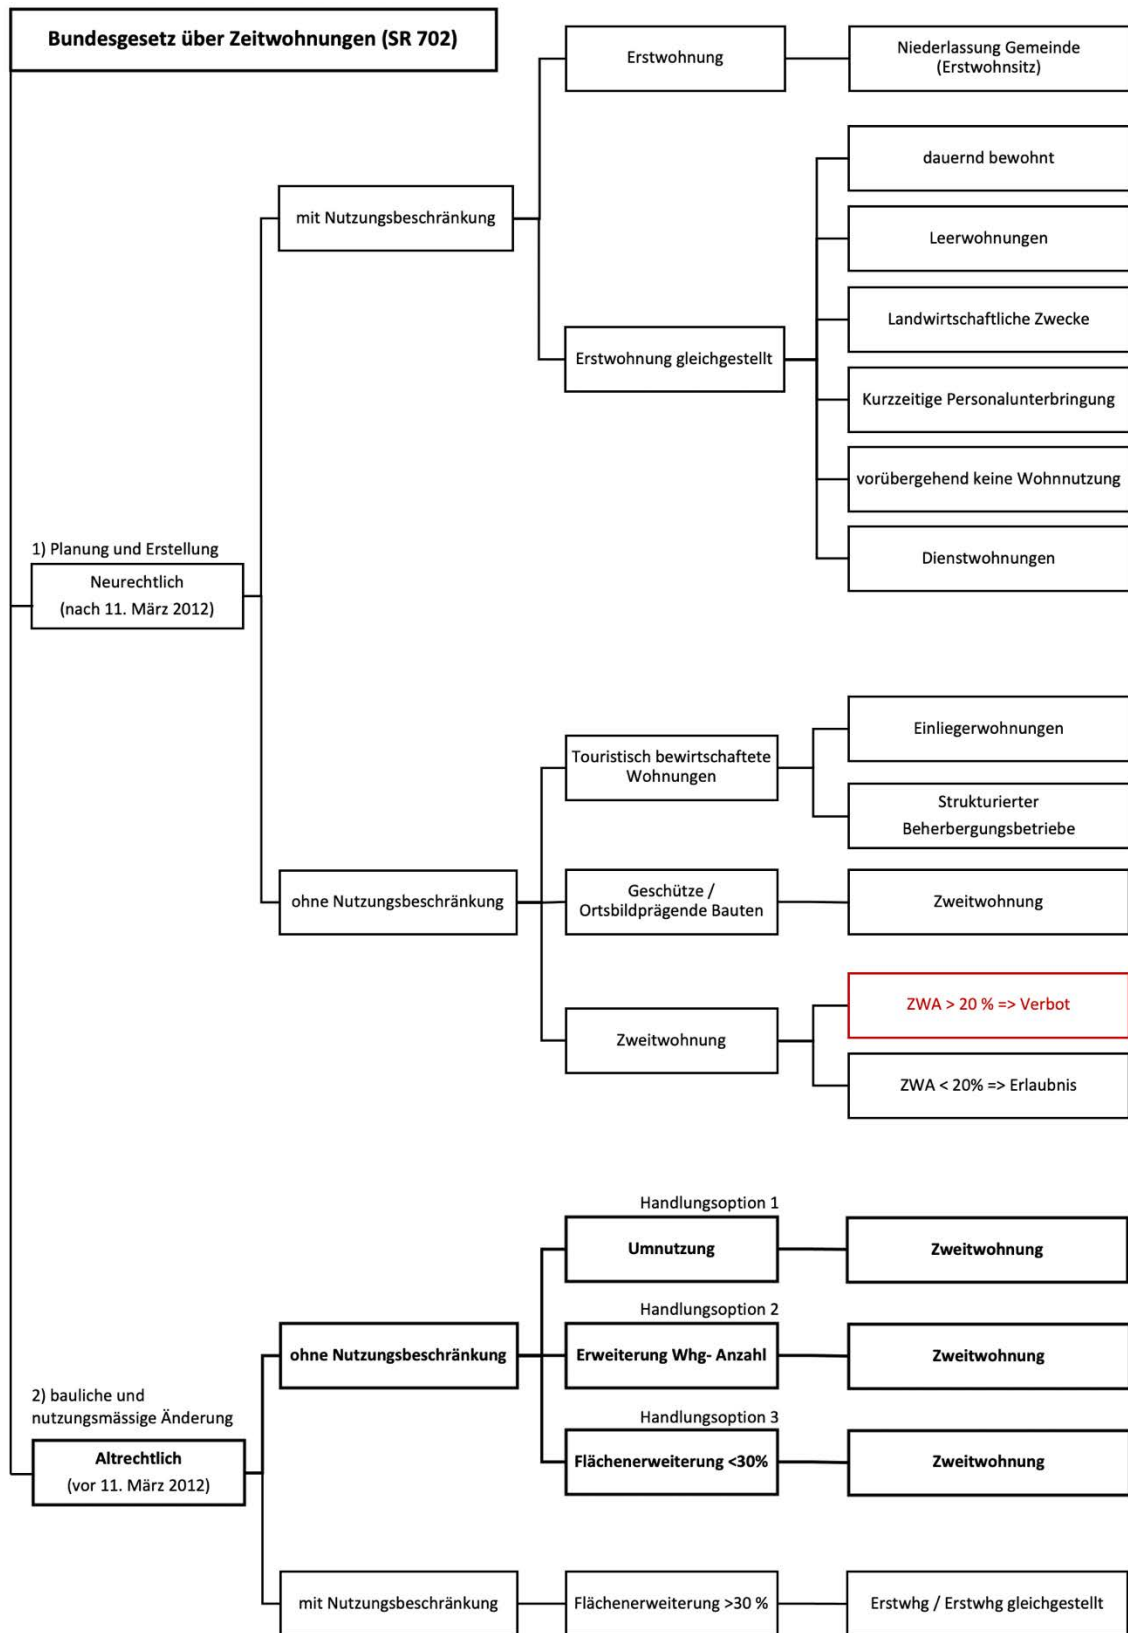 Bundesgesetz über Zeitwohnungen (SR 702)
Erstwohnung
Niederlassung Gemeinde
(Erstwohnsitz)
mit Nutzungsbeschränkung
dauernd bewohnt
Leerwohnungen
Landwirtschaftliche Zwecke
Erstwohnung gleichgestellt
Kurzzeitige Personalunterbringung
vorübergehend keine Wohnnutzung
Dienstwohnungen
1) Planung und Erstellung
Neurechtlich
(nach 11. März 2012)
Touristisch bewirtschaftete
Wohnungen
Einliegerwohnungen
Strukturierter
Beherbergungsbetriebe
ohne Nutzungsbeschränkung
Geschütze /
Ortsbildprägende Bauten
Zweitwohnung
Zweitwohnung
ZWA > 20 % => Verbot
ZWA < 20% => Erlaubnis
Handlungsoption 1
Umnutzung
Zweitwohnung
Handlungsoption 2
ohne Nutzungsbeschränkung
Erweiterung Whg- Anzahl
Zweitwohnung
Handlungsoption 3
Flächenerweiterung <30%
Zweitwohnung
2) bauliche und
nutzungsmässige Änderung
Altrechtlich
(vor 11. März 2012)
mit Nutzungsbeschränkung
Flächenerweiterung >30 %
Erstwhg / Erstwhg gleichgestellt